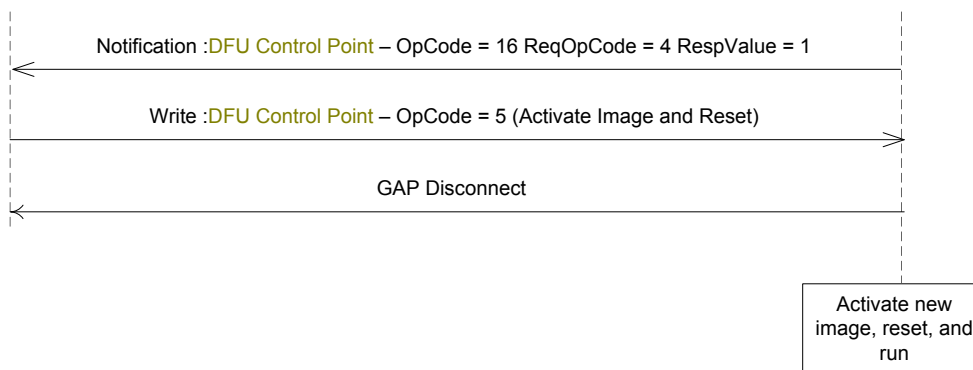 Notification :DFU Control Point – OpCode = 16 ReqOpCode = 4 RespValue = 1
Write :DFU Control Point – OpCode = 5 (Activate Image and Reset)
GAP Disconnect
Activate new
image, reset, and
run